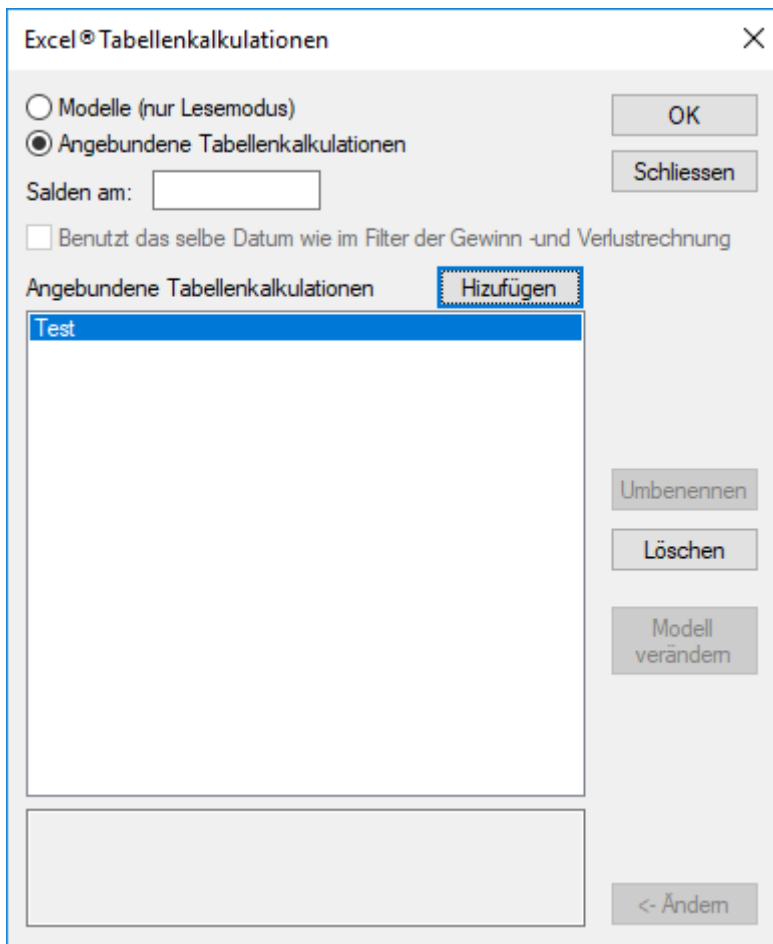 Excel® Tabellenkalkulationen
Modelle (nur Lesemodus)
OK
Angebundene Tabellenkalkulationen
Schliessen
Salden am:
Benutzt das selbe Datum wie im Filter der Gewinn -und Verlustrechnung
Angebundene Tabellenkalkulationen
Hizufügen
Test
Umbenennen
Löschen
Modell
verändern
<- Ändern